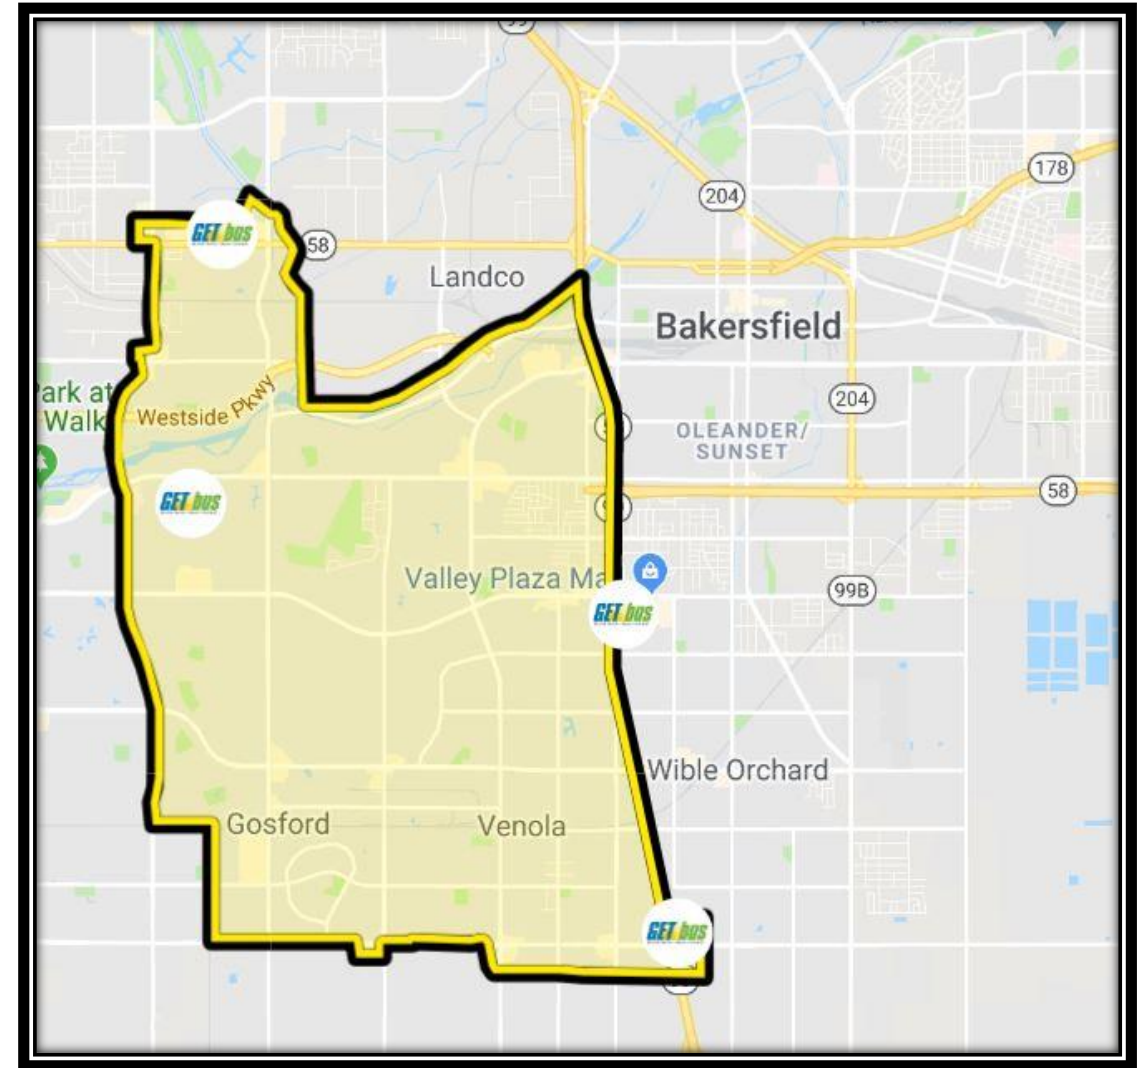 99
178
204
GET bus
58
Landco
Bakersfield
Park at
Walk
Westside Pkwy
204
OLEANDER/
SUNSET
GET bus
58
Valley Plaza Ma
99B
GET bus
Wible Orchard
Gosford
Venola
GET bus